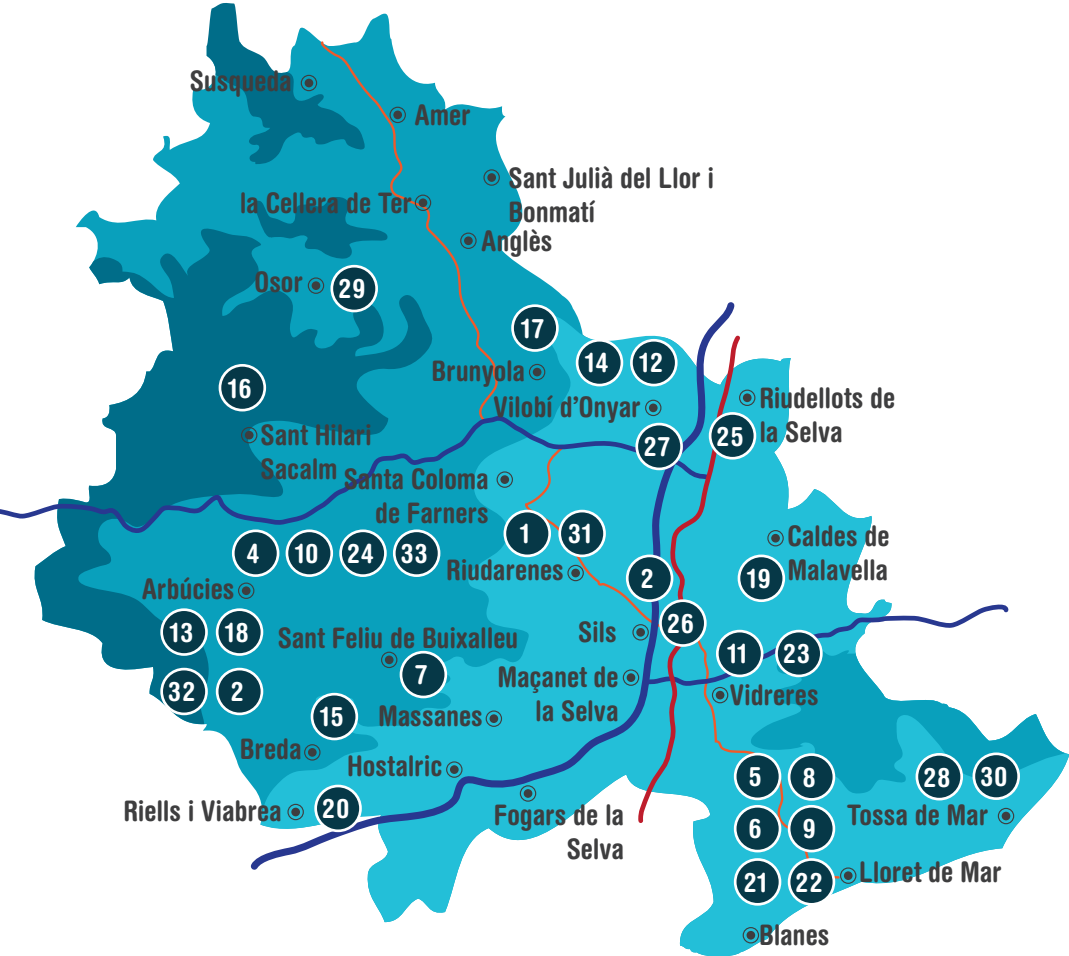 Susqueda
Amer
Sant Julià del Llor i
Bonmatí
la Cellera de Ter
Anglès
Osor
29
17
14
12
Brunyola
16
Vilobí d'Onyar
Riudellots de
la Selva
25
27
Sant Hilari
Sacalm
Santa Coloma
de Farners
1
31
4
10
24
33
Caldes de
Malavella
19
Riudarenes
2
Arbúcies
13
18
26
Sils
Sant Feliu de Buixalleu
7
11
23
32
2
Maçanet de
la Selva
Vidreres
15
Massanes
Breda
Hostalric
5
8
28
30
Riells i Viabrea
20
Fogars de la
Selva
6
9
Tossa de Mar
21
22
Lloret de Mar
Blanes